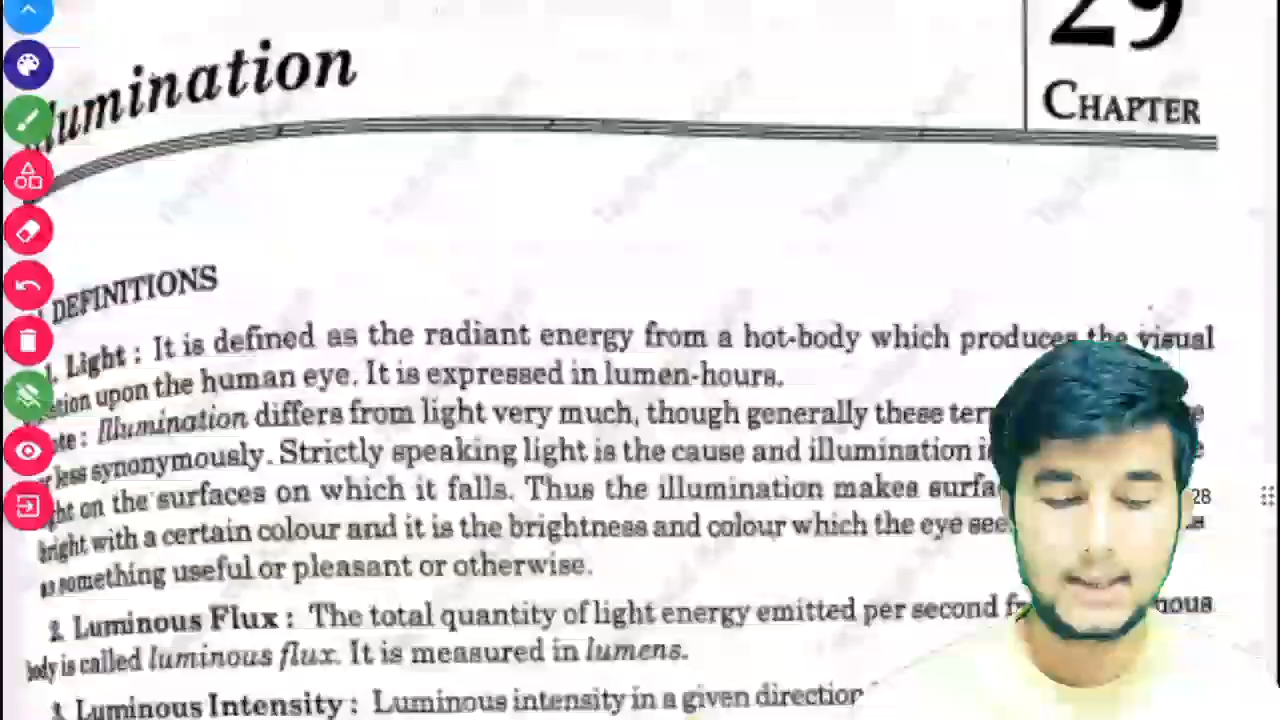 lumination
29
CHAPTER
DEFINITIONS
1. Light : It is defined as the radiant energy from a hot-body which produces the visual
upon the human eye. It is expressed in lumen-hours.
Illumination differs from light very much, though generally these
less synonymously. Strictly speaking light is the cause and illumination
on the surfaces on which it falls. Thus the illumination makes
28
bright with a certain colour and it is the brightness and colour which the eye
as something useful or pleasant or otherwise.
2. Luminous Flux : The total quantity of light energy emitted per second
body is called luminous flux. It is measured in lumens.
3. Luminous Intensity : Luminous intensity in a given direction